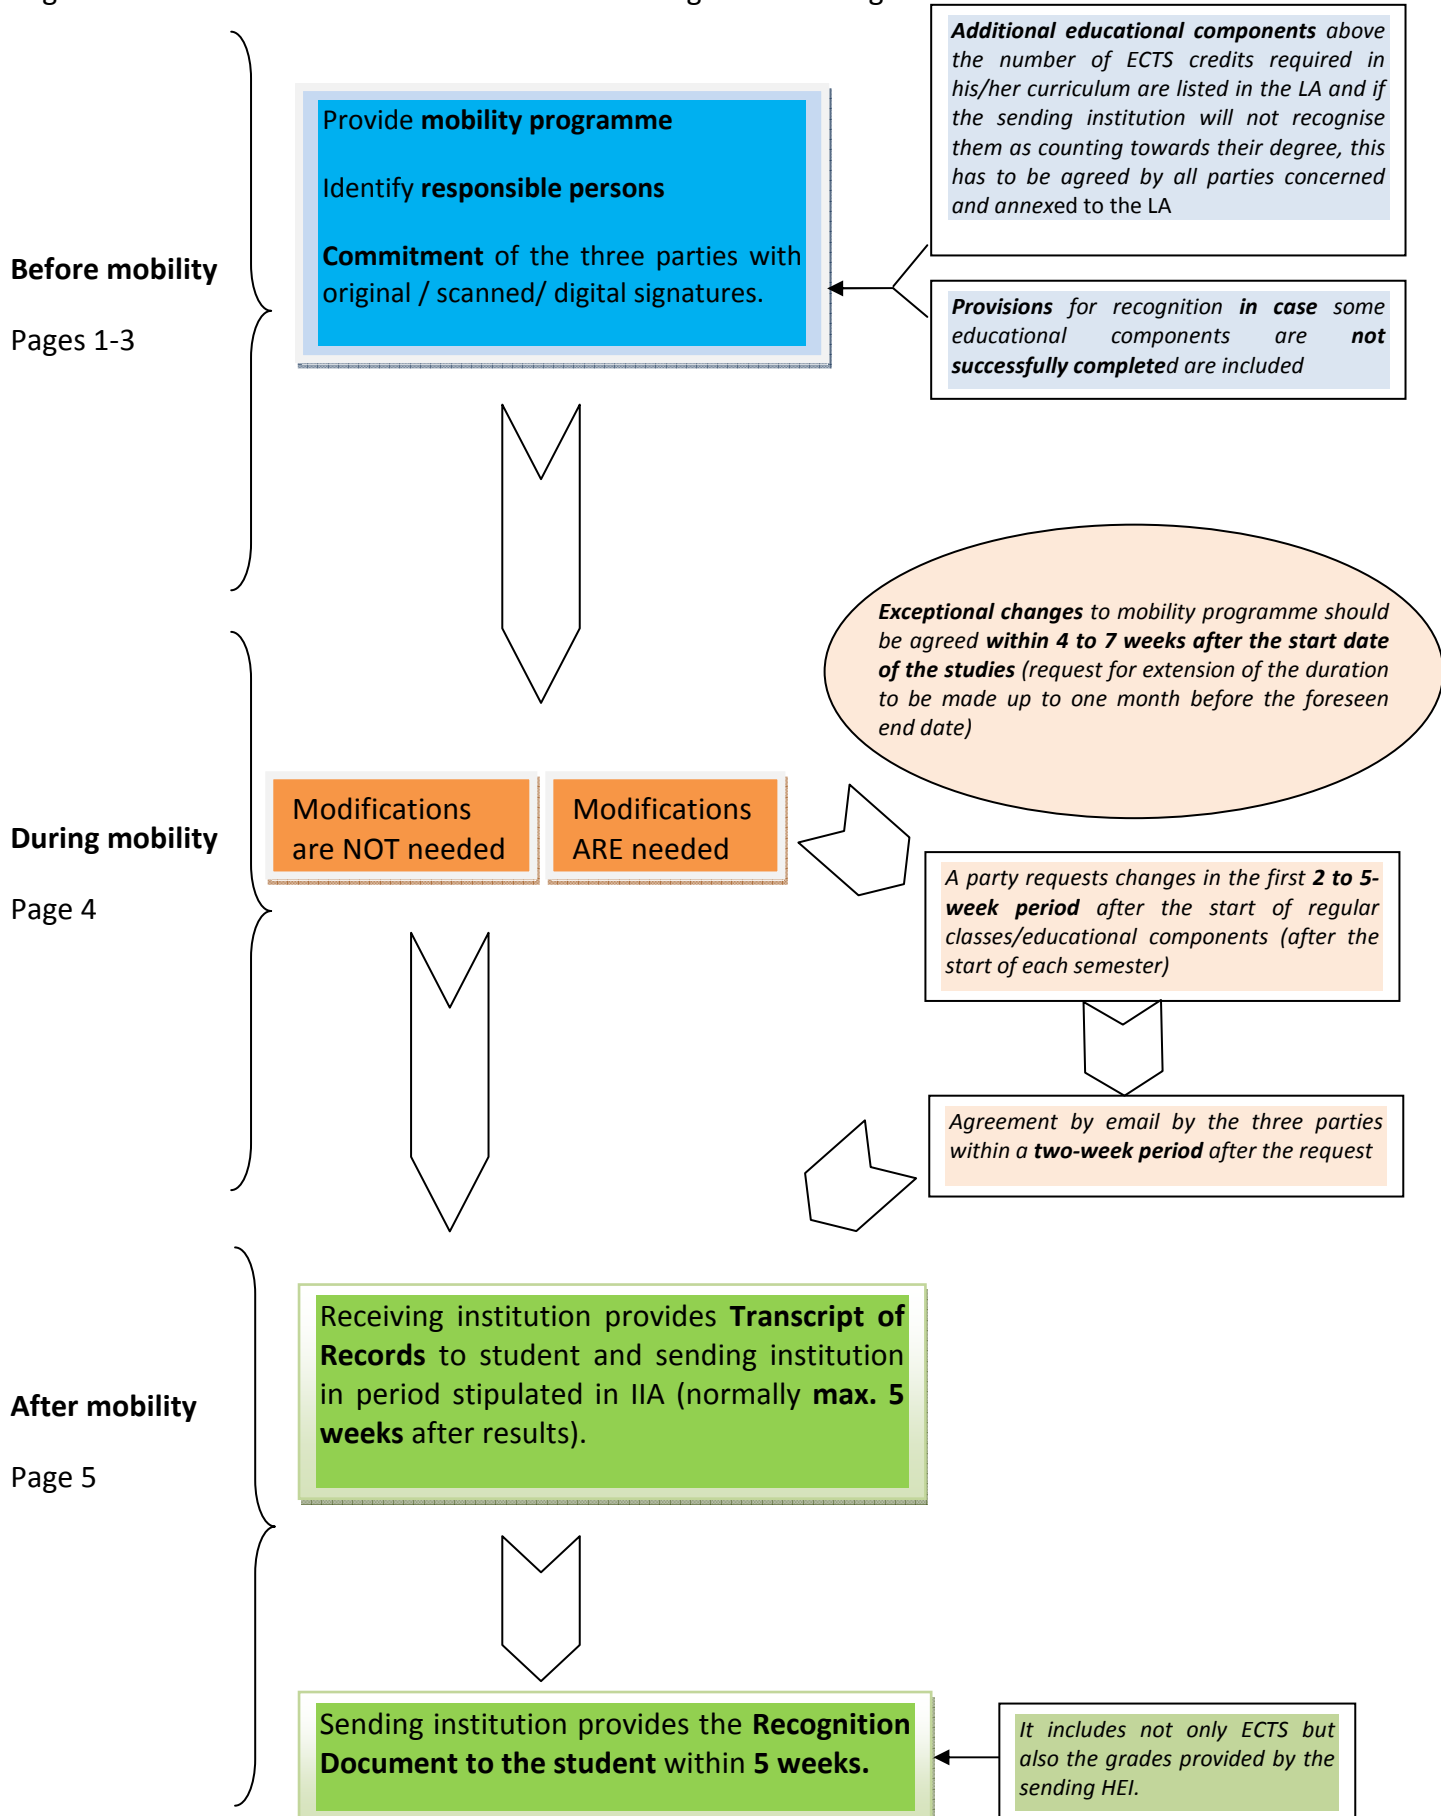 Additional educational components above
the number of ECTS credits required in
his/her curriculum are listed in the LA and if
the sending institution will not recognise
them as counting towards their degree, this
has to be agreed by all parties concerned
and annexed to the LA
Provide mobility programme
Identify responsible persons
Commitment of the three parties with
original / scanned/ digital signatures.
Before mobility
Pages 1-3
Provisions for recognition in case some
educational components are not
successfully completed are included
Exceptional changes to mobility programme should
be agreed within 4 to 7 weeks after the start date
of the studies (request for extension of the duration
to be made up to one month before the foreseen
end date)
During mobility
Page 4
Modifications
are NOT needed
Modifications
ARE needed
A party requests changes in the first 2 to 5-
week period after the start of regular
classes/educational components (after the
start of each semester)
Agreement by email by the three parties
within a two-week period after the request
After mobility
Page 5
Receiving institution provides Transcript of
Records to student and sending institution
in period stipulated in IIA (normally max. 5
weeks after results).
Sending institution provides the Recognition
Document to the student within 5 weeks.
It includes not only ECTS but
also the grades provided by the
sending HEI.